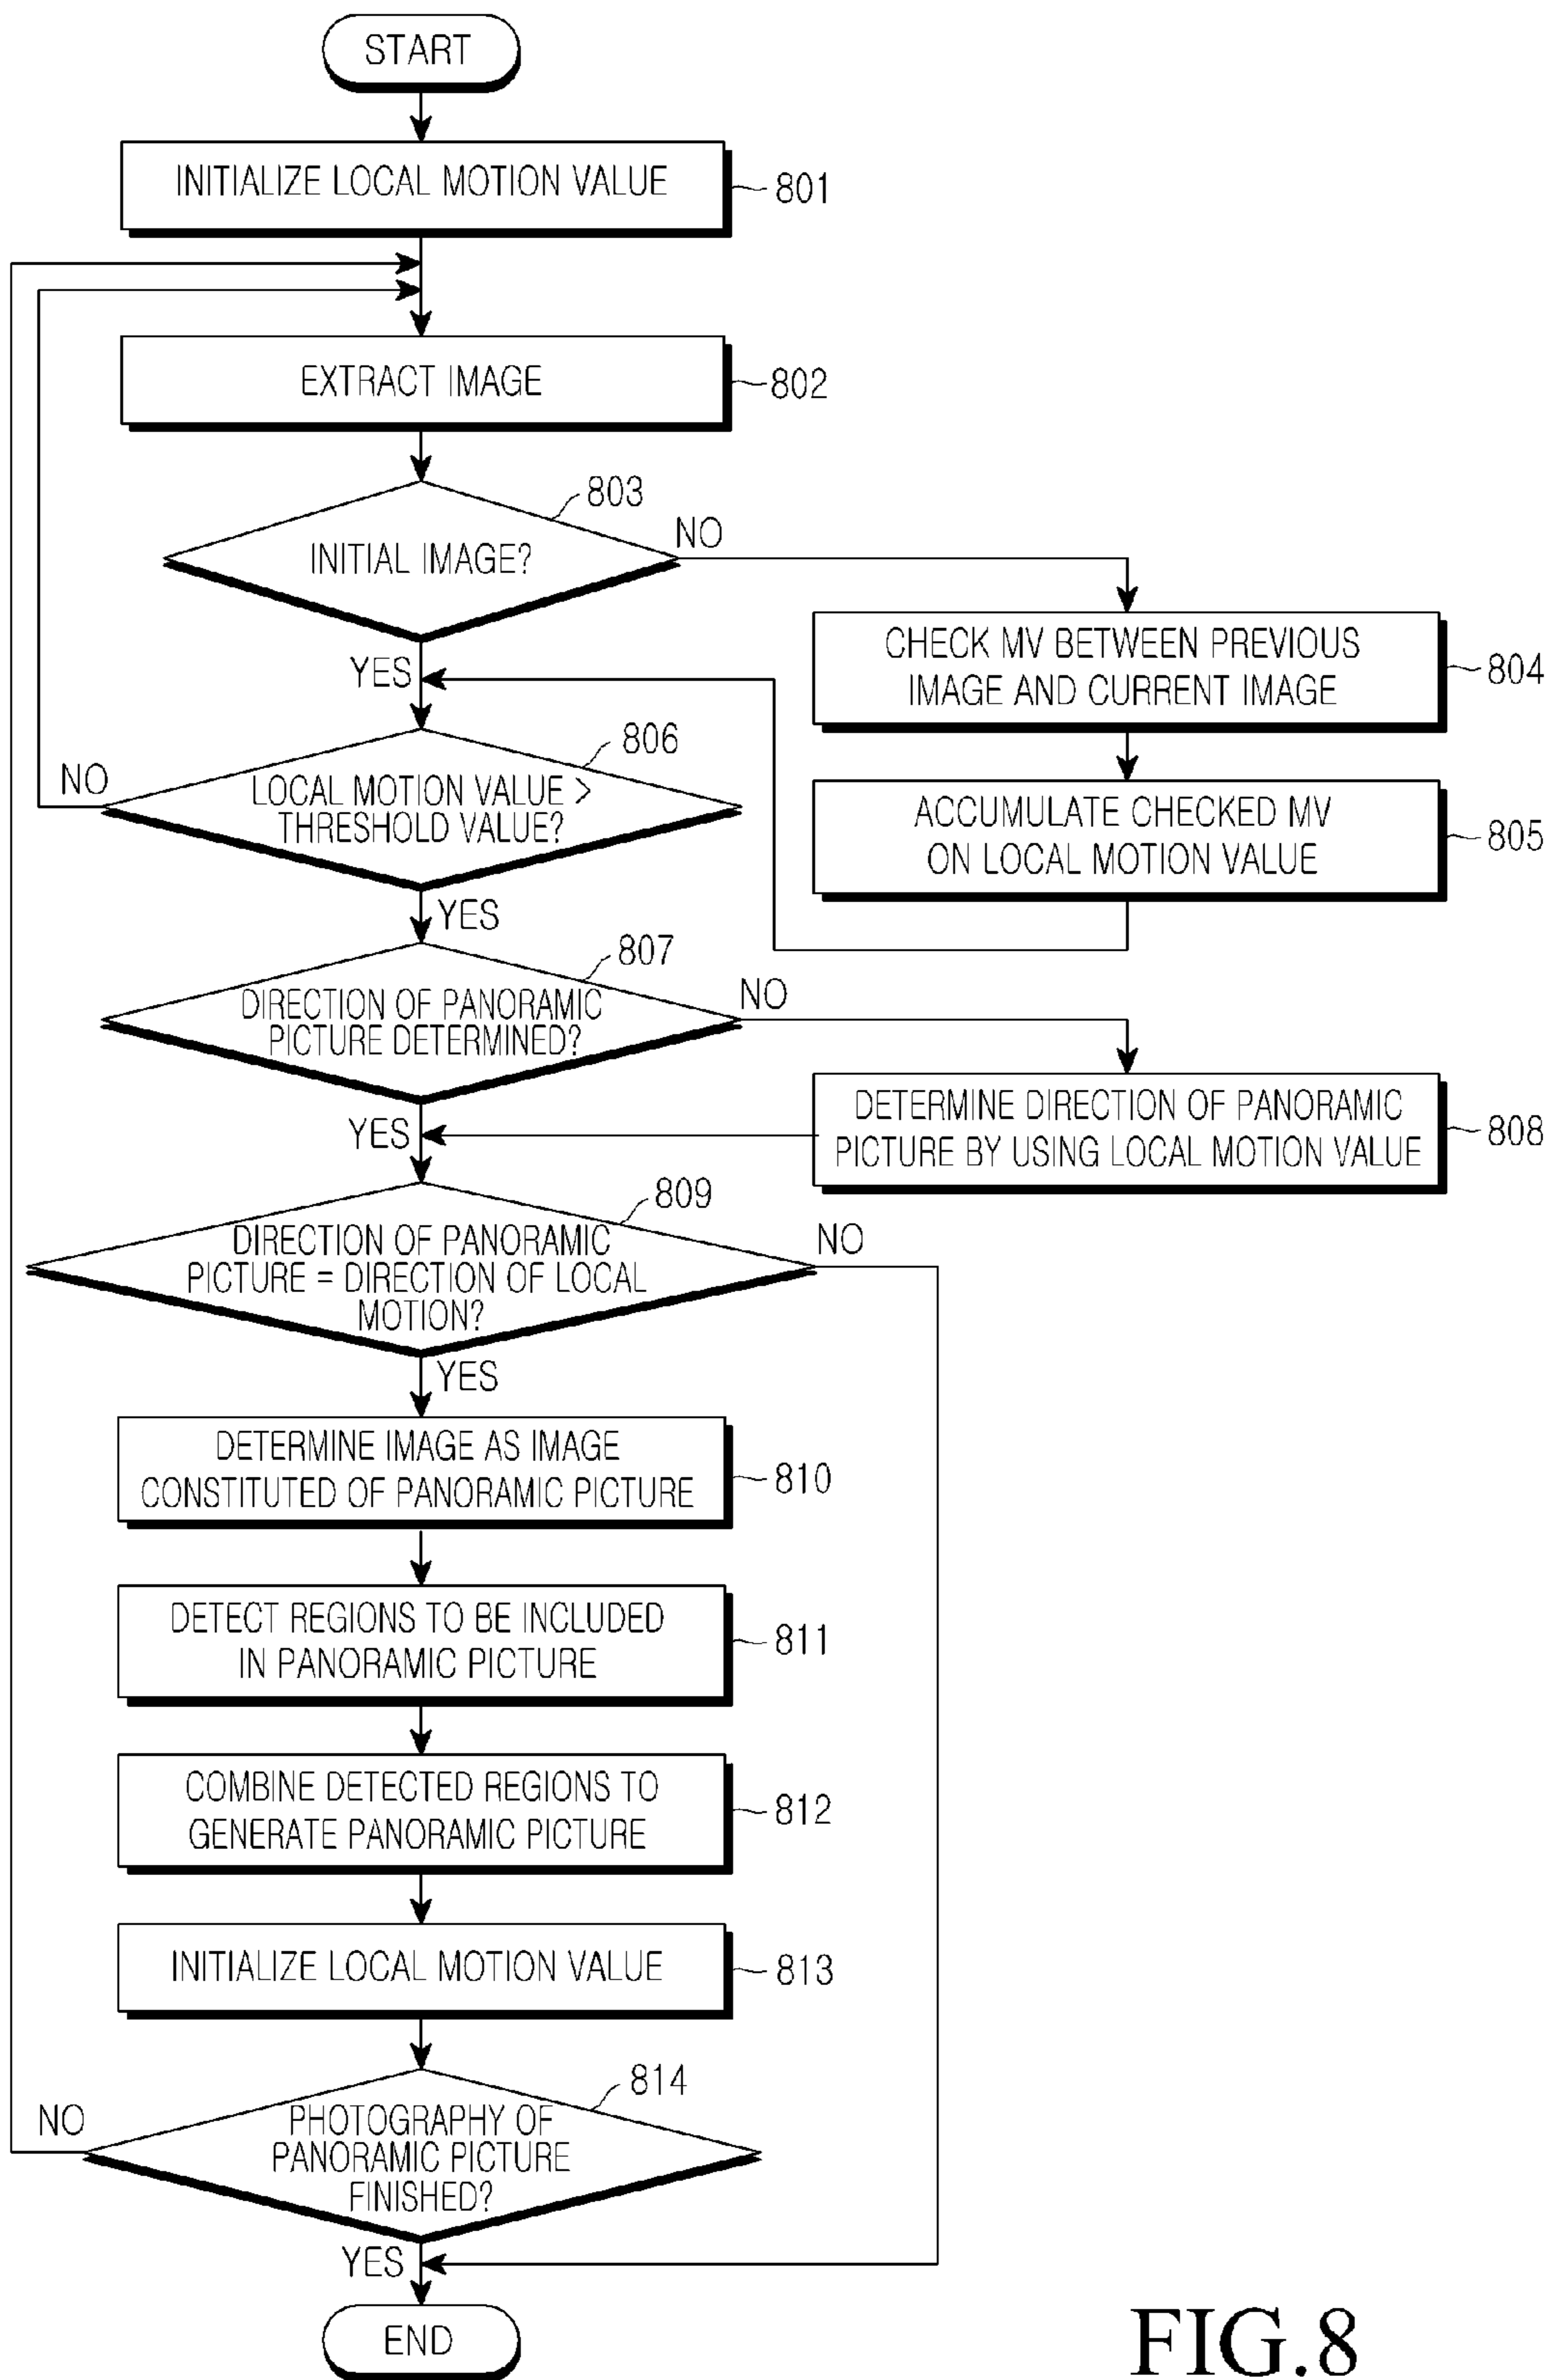 START
INITIALIZE LOCAL MOTION VALUE
801
EXTRACT IMAGE
802
803
INITIAL IMAGE?
NO
YES
CHECK MV BETWEEN PREVIOUS
IMAGE AND CURRENT IMAGE
804
ACCUMULATE CHECKED MV
ON LOCAL MOTION VALUE
805
806
LOCAL MOTION VALUE >
THRESHOLD VALUE?
NO
YES
807
DIRECTION OF PANORAMIC
PICTURE DETERMINED?
NO
YES
DETERMINE DIRECTION OF PANORAMIC
PICTURE BY USING LOCAL MOTION VALUE
808
809
DIRECTION OF PANORAMIC
PICTURE = DIRECTION OF LOCAL
MOTION?
NO
YES
DETERMINE IMAGE AS IMAGE
CONSTITUTED OF PANORAMIC PICTURE
810
DETECT REGIONS TO BE INCLUDED
IN PANORAMIC PICTURE
811
COMBINE DETECTED REGIONS TO
GENERATE PANORAMIC PICTURE
812
INITIALIZE LOCAL MOTION VALUE
813
814
PHOTOGRAPHY OF
PANORAMIC PICTURE
FINISHED?
NO
YES
END
FIG.8